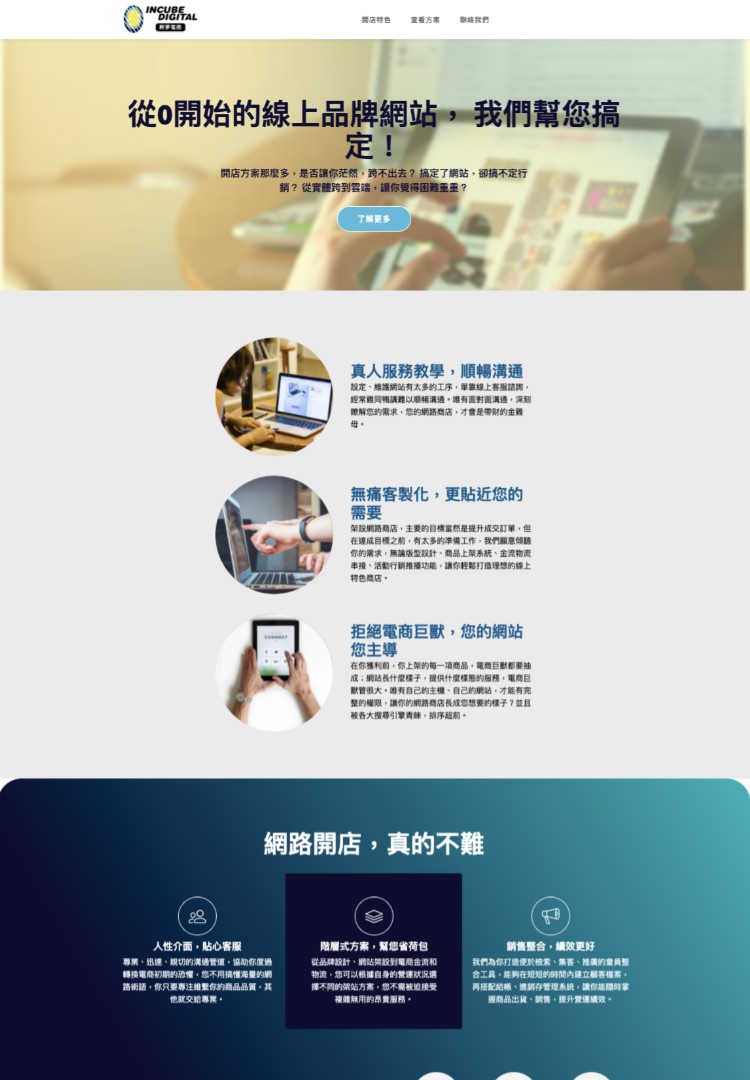 INCUBE
DIGITAL
孵夢電商
開店特色
查看方案
聯絡我們
從0開始的線上品牌網站， 我們幫您搞
定！
開店方案那麼多，是否讓你茫然，跨不出去？ 搞定了網站，卻搞不定行
銷？ 從實體跨到雲端，讓你覺得困難重重？
了解更多
真人服務教學，順暢溝通
設定、維護網站有太多的工序，單靠線上客服諮詢，
經常雞同鴨講難以順暢溝通。唯有面對面溝通，深刻
瞭解您的需求，您的網路商店，才會是帶財的金雞
母。
無痛客製化，更貼近您的
需要
架設網路商店，主要的目標當然是提升成交訂單，但
在達成目標之前，有太多的準備工作，我們願意傾聽
你的需求，無論版型設計、商品上架系統、金流物流
串接、活動行銷推播功能，讓你輕鬆打造理想的線上
特色商店。
CONNECT
拒絕電商巨獸，您的網站
您主導
在你獲利前，你上架的每一項商品，電商巨獸都要抽
成；網站長什麼樣子，提供什麼樣態的服務，電商巨
獸管很大。唯有自己的主機、自己的網站，才能有完
整的權限，讓你的網路商店長成您想要的樣子？並且
被各大搜尋引擎青睞，排序超前。
網路開店，真的不難
人性介面，貼心客服
專業、迅速、親切的溝通管道，協助你度過
轉換電商初期的恐懼，您不用搞懂海量的網
路術語，你只要專注維繫你的商品品質，其
他就交給專業。
階層式方案，幫您省荷包
從品牌設計、網站架設到電商金流和
物流，您可以根據自身的營運狀況選
擇不同的架站方案，您不需被迫接受
複雜無用的昂貴服務。
銷售整合，績效更好
我們為你打造便於檢索、集客、推廣的會員整
合工具，能夠在短短的時間內建立顧客檔案，
再搭配結帳、進銷存管理系統，讓你能隨時掌
握商品出貨、銷售，提升營運績效。